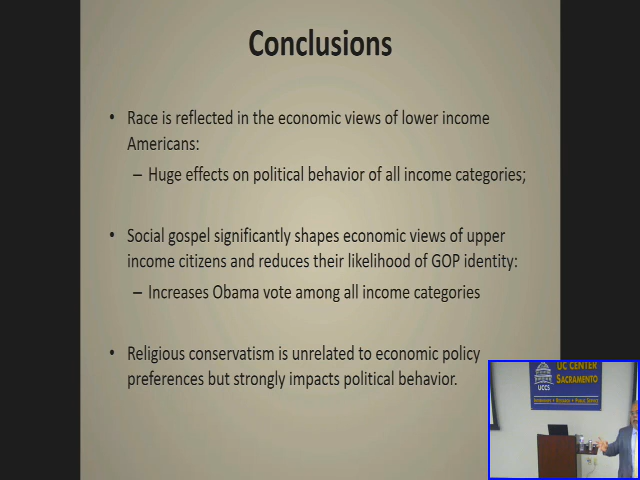 Conclusions
• Race is reflected in the economic views of lower income
Americans:
– Huge effects on political behavior of all income categories;
• Social gospel significantly shapes economic views of upper
income citizens and reduces their likelihood of GOP identity:
– Increases Obama vote among all income categories
• Religious conservatism is unrelated to economic policy
preferences but strongly impacts political behavior.
UC CENTER
SACRAMENTO
UCCS